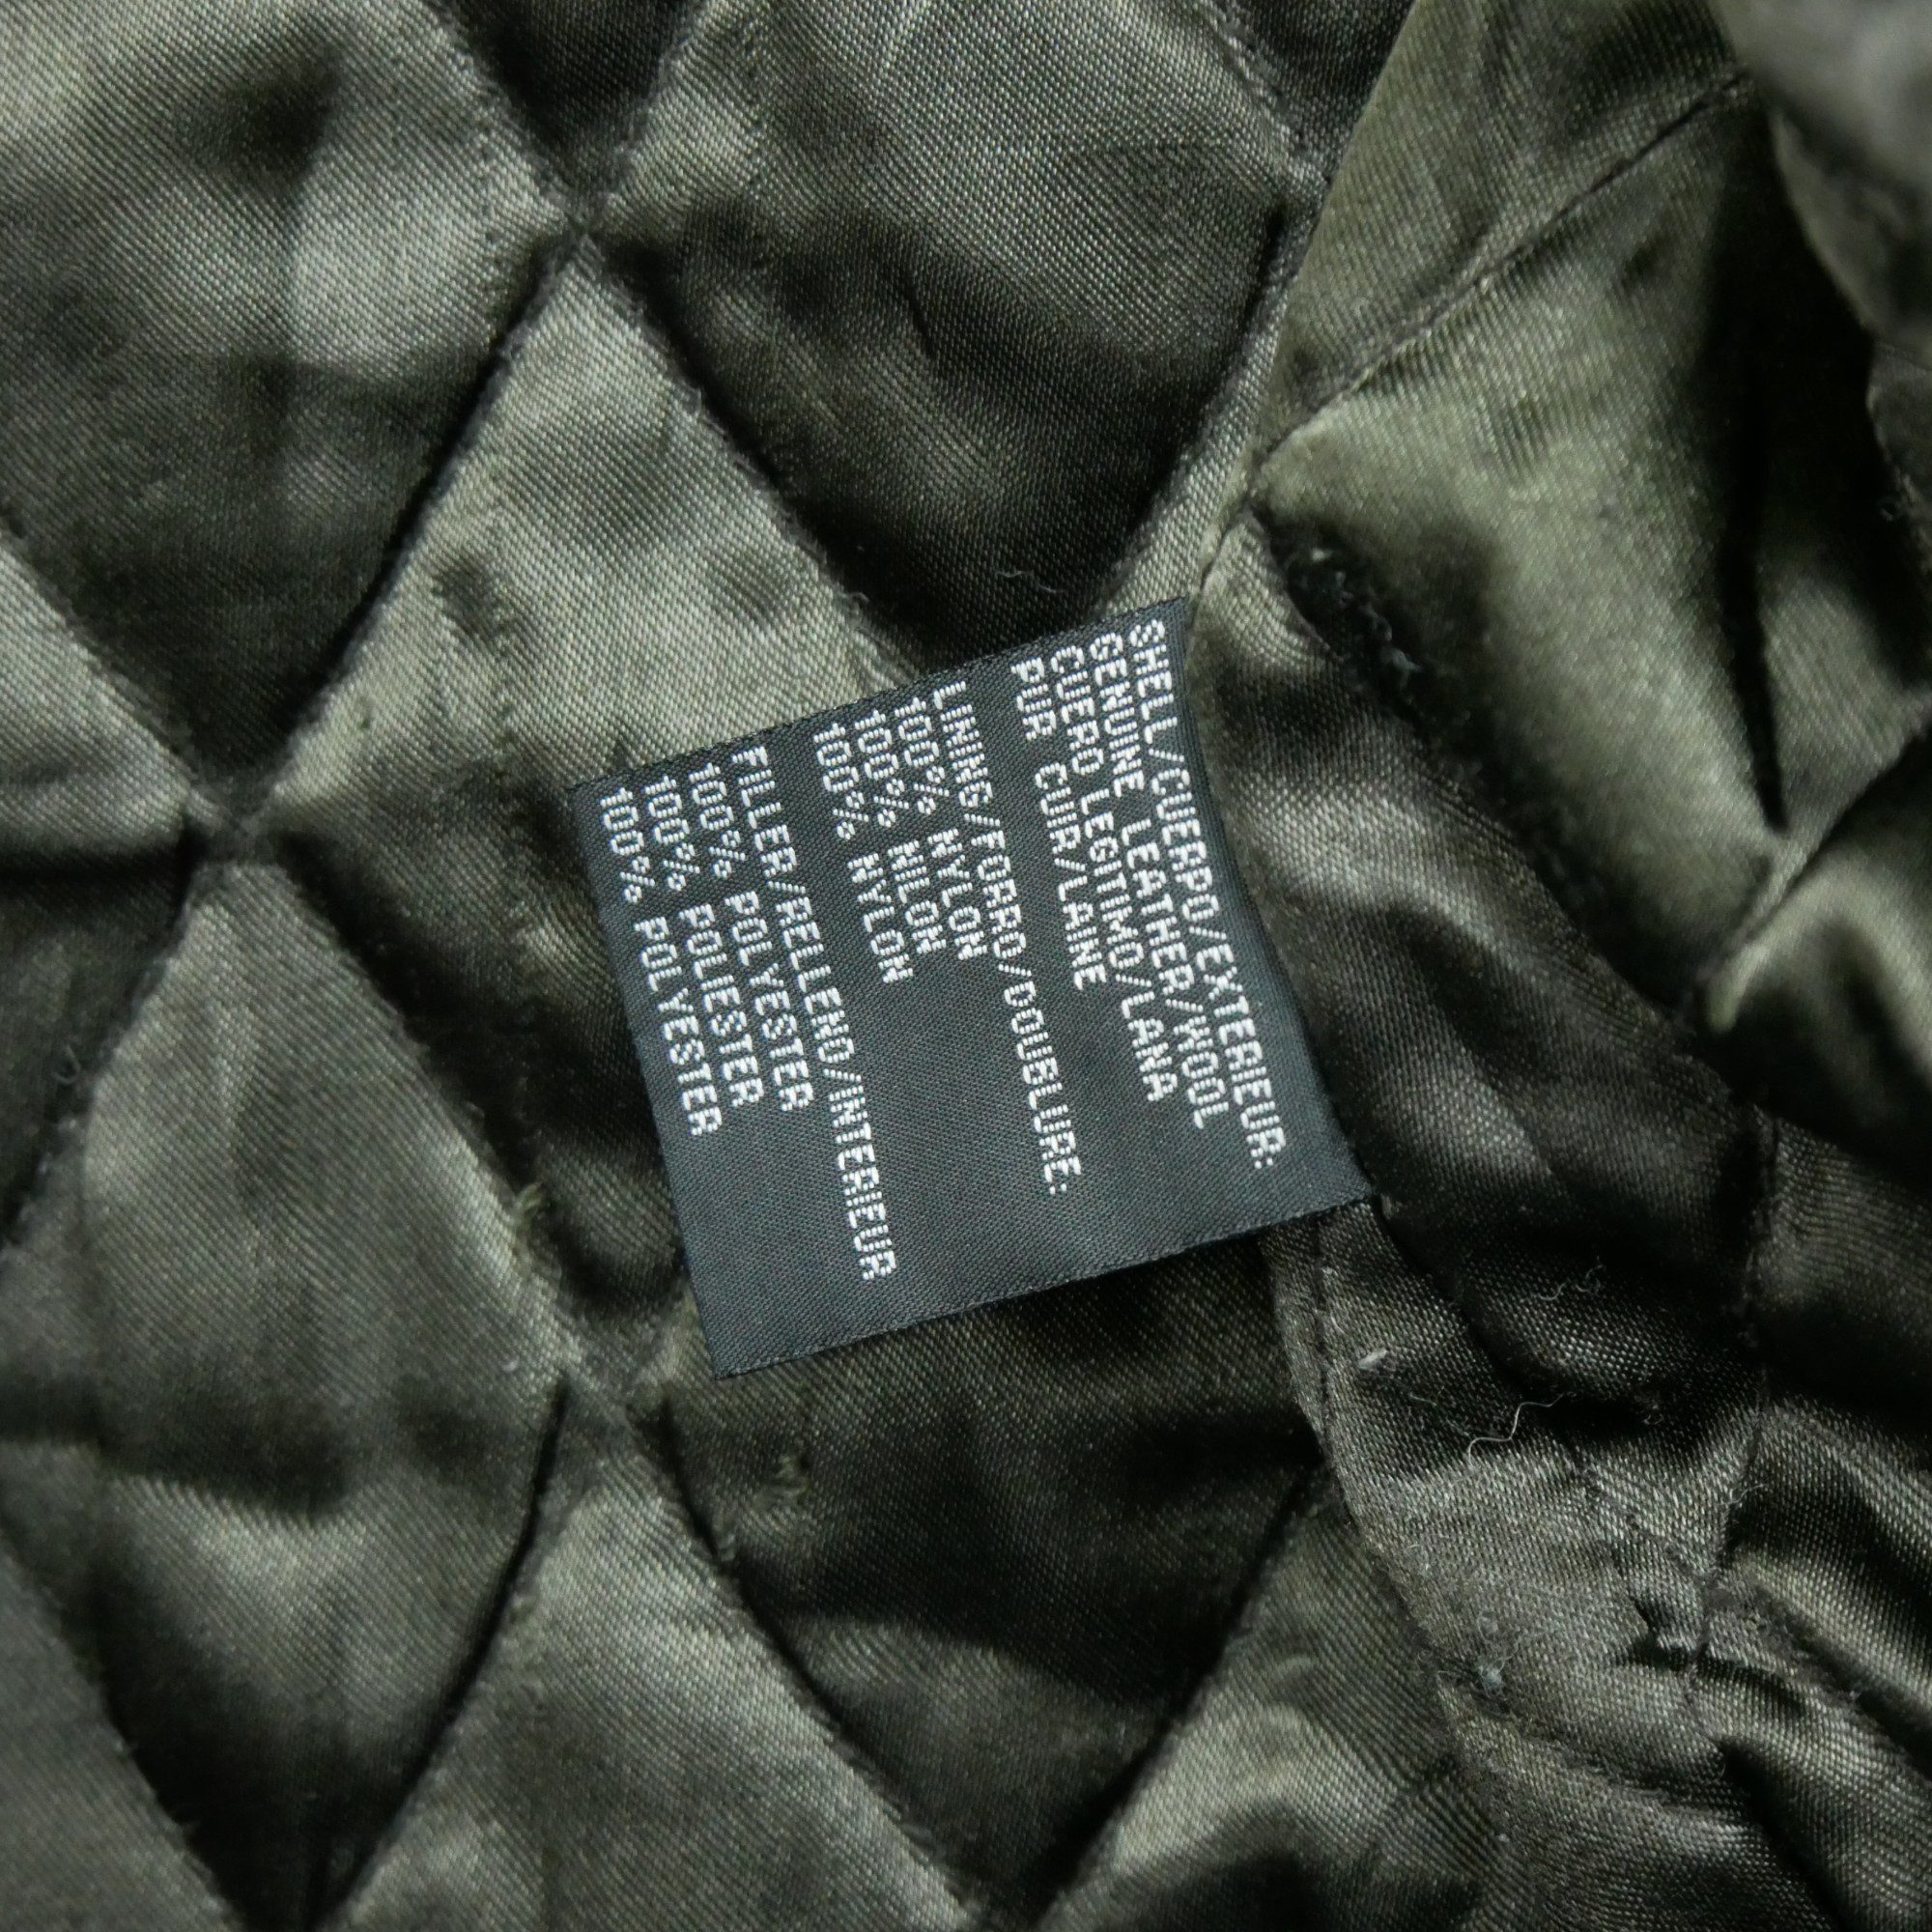 SHELL/CUERPO/EXTERIEUR:
GENUINE LEATHER/WOOL
CUERO LEGTIMO/LANA
PUR CUIR/LAINE
LINING/FORRO/DOUBLURE:
100% NYLON
100% NILON
100% NYLON
FILLER/RELLENO/INTERIEUR
100% POLYESTER
100% POLIESTER
100% POLYESTER